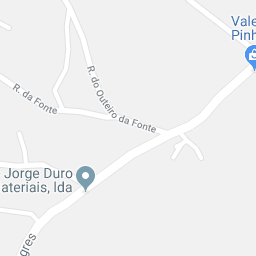 Vale
Pinh
R. da Fonte
R. do Outeiro da Fonte
Jorge Duro
ateriais, lda
gres